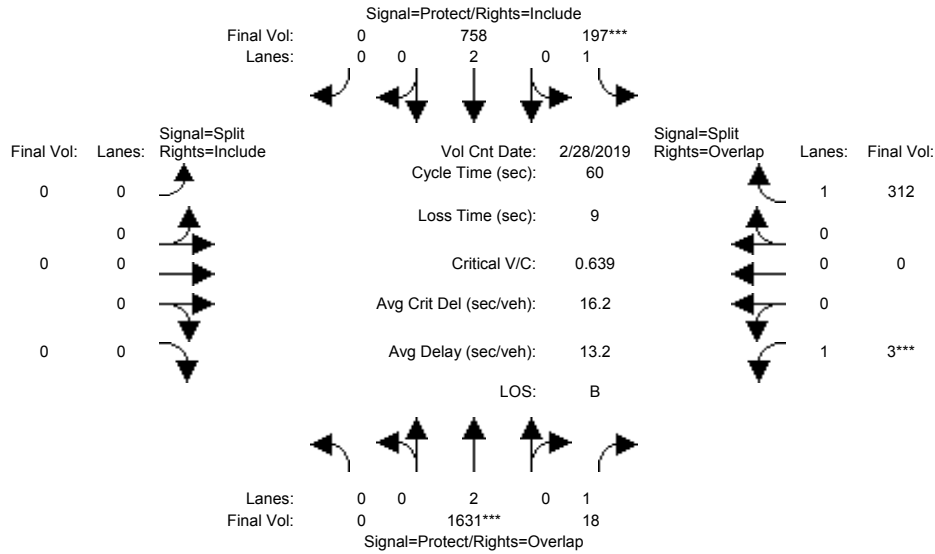 Signal=Protect/Rights=Include
Final Vol: 0 758 197***
Lanes: 0 0 2 0 1
Signal=Split
Final Vol: Lanes: Rights=Include
Vol Cnt Date: 2/28/2019
Signal=Split
Rights=Overlap Lanes: Final Vol:
Cycle Time (sec): 60
0 0
1 312
Loss Time (sec): 9
0
0
0 0
Critical V/C: 0.639
0 0
0
Avg Crit Del (sec/veh): 16.2
0
0 0
Avg Delay (sec/veh): 13.2
1 3***
LOS: B
Lanes: 0 0 2 0 1
Final Vol: 0 1631*** 18
Signal=Protect/Rights=Overlap